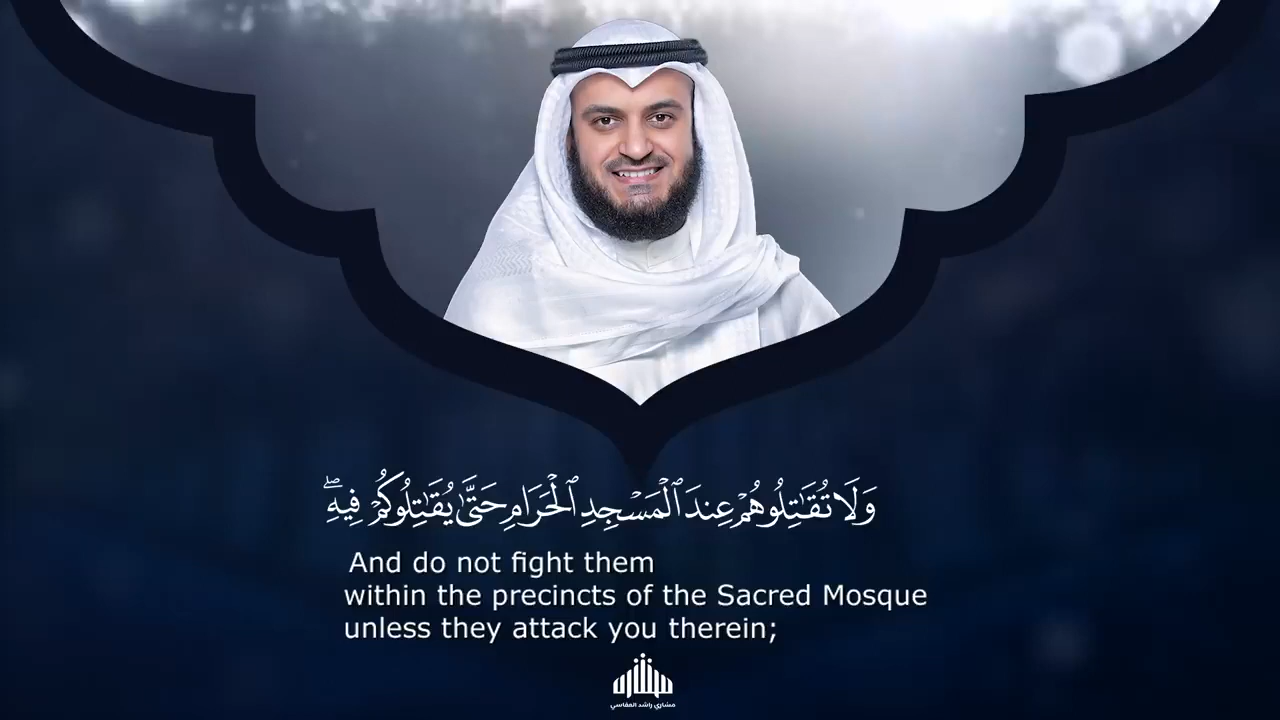 وَلَا تُقَٰتِلُوهُمْ عِندَ ٱلْمَسْجِدِ ٱلْحَرَامِ حَتَّىٰ يُقَٰتِلُوكُمْ فِيهِ ۖ
And do not fight them
within the precincts of the Sacred Mosque
unless they attack you therein;
مشاري راشد العفاسي